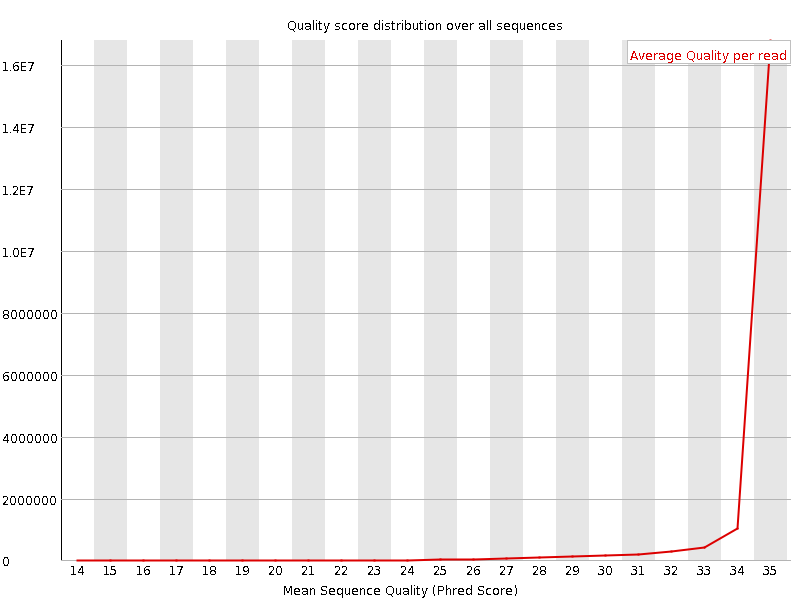 Quality score distribution over all sequences
Average Quality per read
1.6E7
1.4E7
1.2E7
1.0E7
8000000
6000000
4000000
2000000
0
14 15 16 17 18 19 20 21 22 23 24 25 26 27 28 29 30 31 32 33 34 35
Mean Sequence Quality (Phred Score)